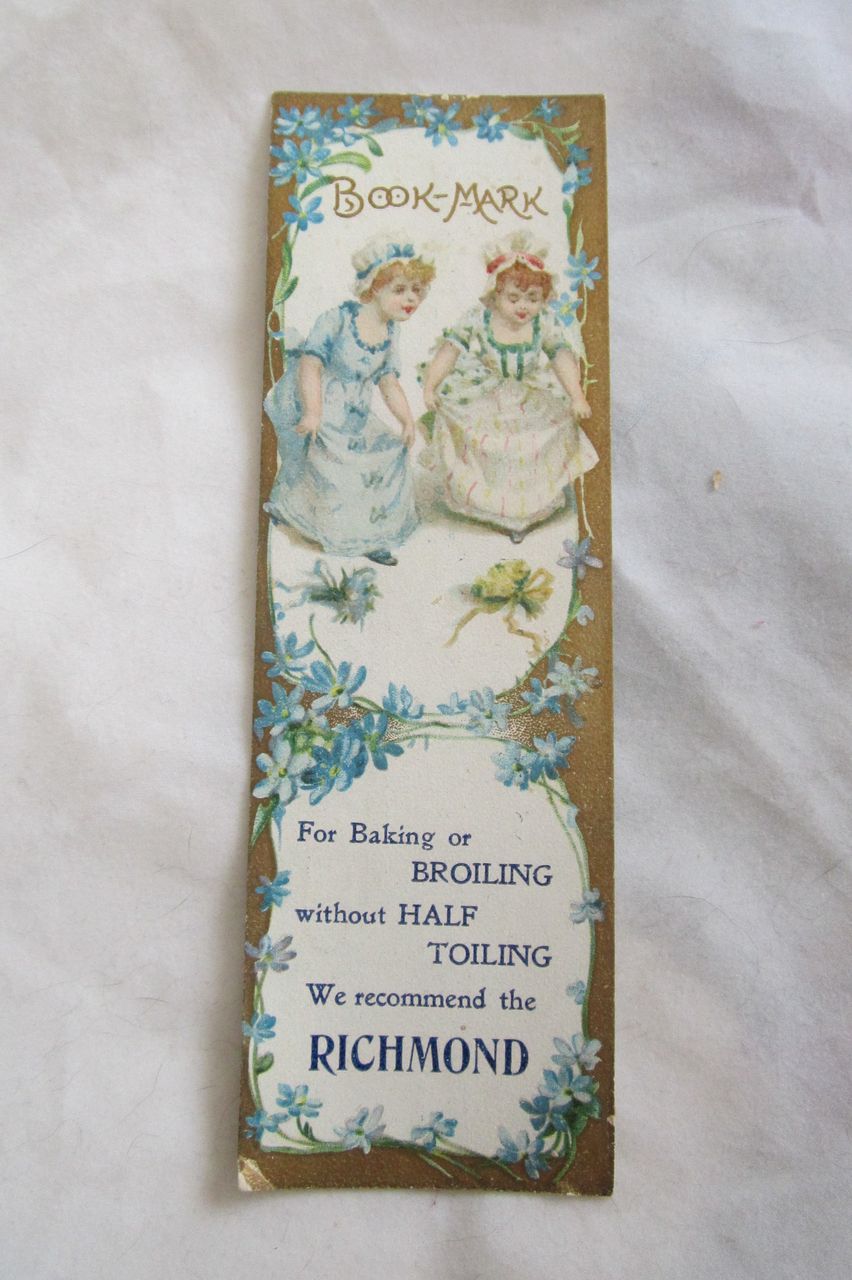 BOOK-MARK
For Baking or
BROILING
without HALF
TOILING
We recommend the
RICHMOND